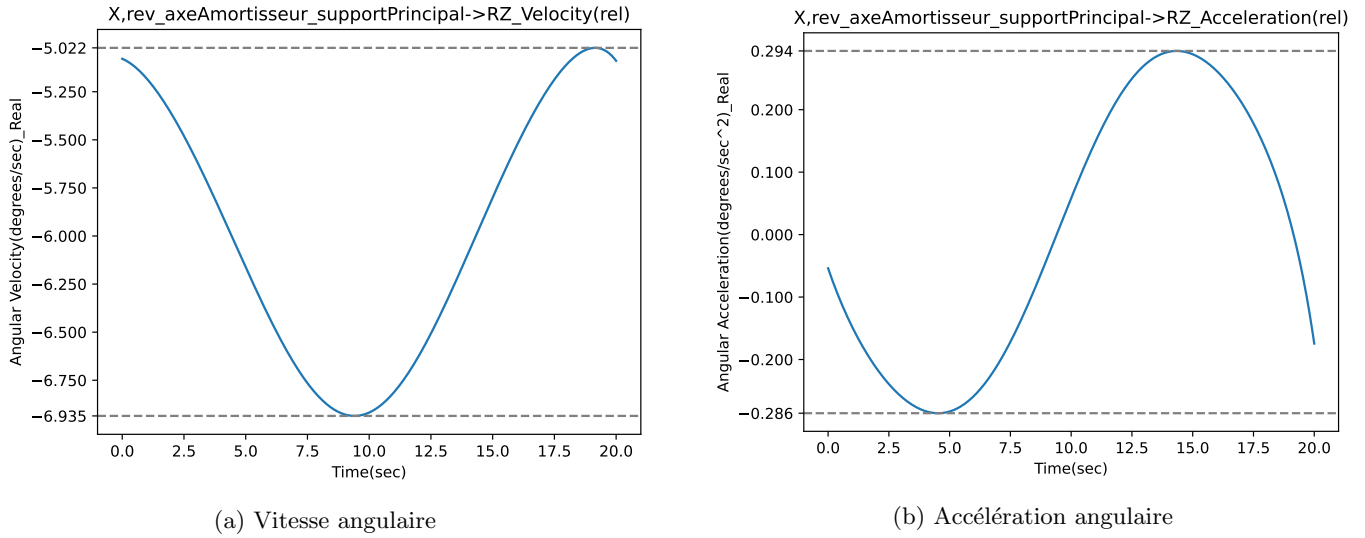 X,rev_axeAmortisseur_supportPrincipal->RZ_Velocity(rel)
Angular Velocity(degrees/sec)_Real
−5.022
−5.250
−5.500
−5.750
−6.000
−6.250
−6.500
−6.750
−6.935
0.0 2.5 5.0 7.5 10.0 12.5 15.0 17.5 20.0
Time(sec)
(a) Vitesse angulaire
X,rev_axeAmortisseur_supportPrincipal->RZ_Acceleration(rel)
Angular Acceleration(degrees/sec^2)_Real
0.294
0.200
0.100
0.000
−0.100
−0.200
−0.286
0.0 2.5 5.0 7.5 10.0 12.5 15.0 17.5 20.0
Time(sec)
(b) Accélération angulaire